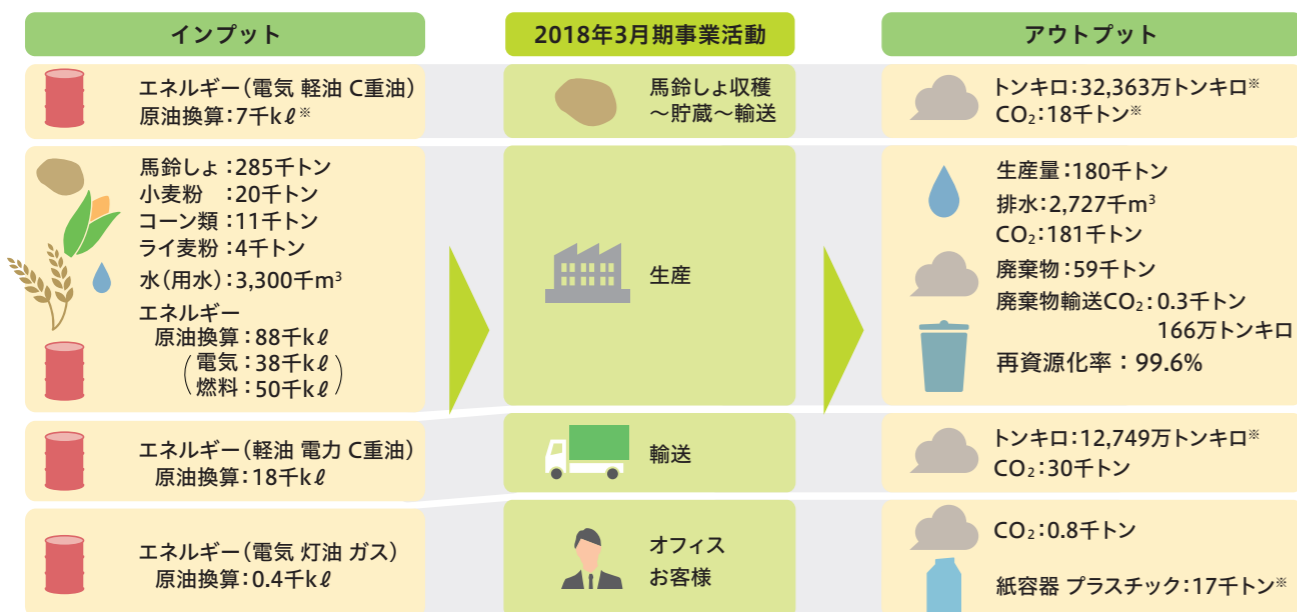 インプット
2018年3月期事業活動
アウトプット
エネルギー(電気 軽油 C重油)
原油換算:7千kℓ※
馬鈴しょ収穫
~貯蔵~輸送
トンキロ:32,363万トンキロ※
CO₂:18千トン※
馬鈴しょ:285千トン
小麦粉 :20千トン
コーン類:11千トン
ライ麦粉:4千トン
水(用水):3,300千m³
エネルギー
原油換算:88千kℓ
(電気:38千kℓ
燃料:50千kℓ)
生産
生産量:180千トン
排水:2,727千m³
CO₂:181千トン
廃棄物:59千トン
廃棄物輸送CO₂:0.3千トン
166万トンキロ
再資源化率:99.6%
エネルギー(軽油 電力 C重油)
原油換算:18千kℓ
輸送
トンキロ:12,749万トンキロ※
CO₂:30千トン
エネルギー(電気 灯油 ガス)
原油換算:0.4千kℓ
オフィス
お客様
CO₂:0.8千トン
紙容器 プラスチック:17千トン※